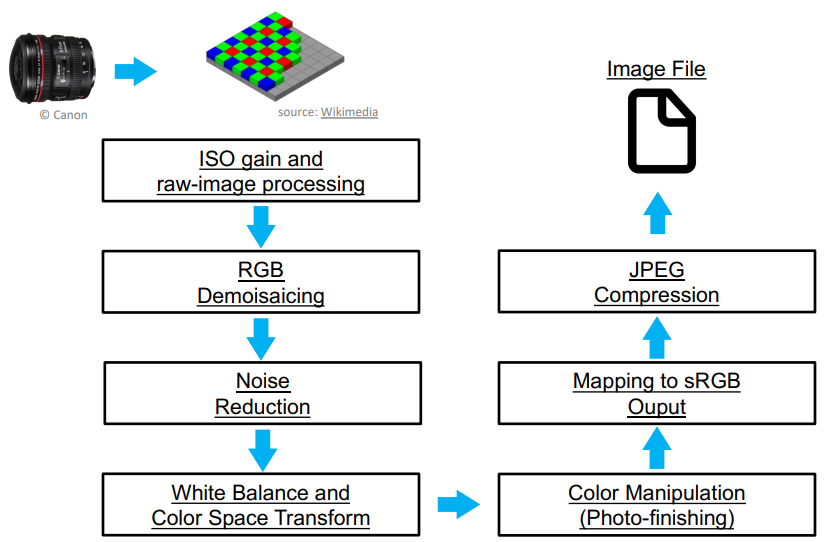 © Canon
source: Wikimedia
ISO gain and
raw-image processing
RGB
Demoisaicing
Noise
Reduction
White Balance and
Color Space Transform
Color Manipulation
(Photo-finishing)
Mapping to sRGB
Ouput
JPEG
Compression
Image File